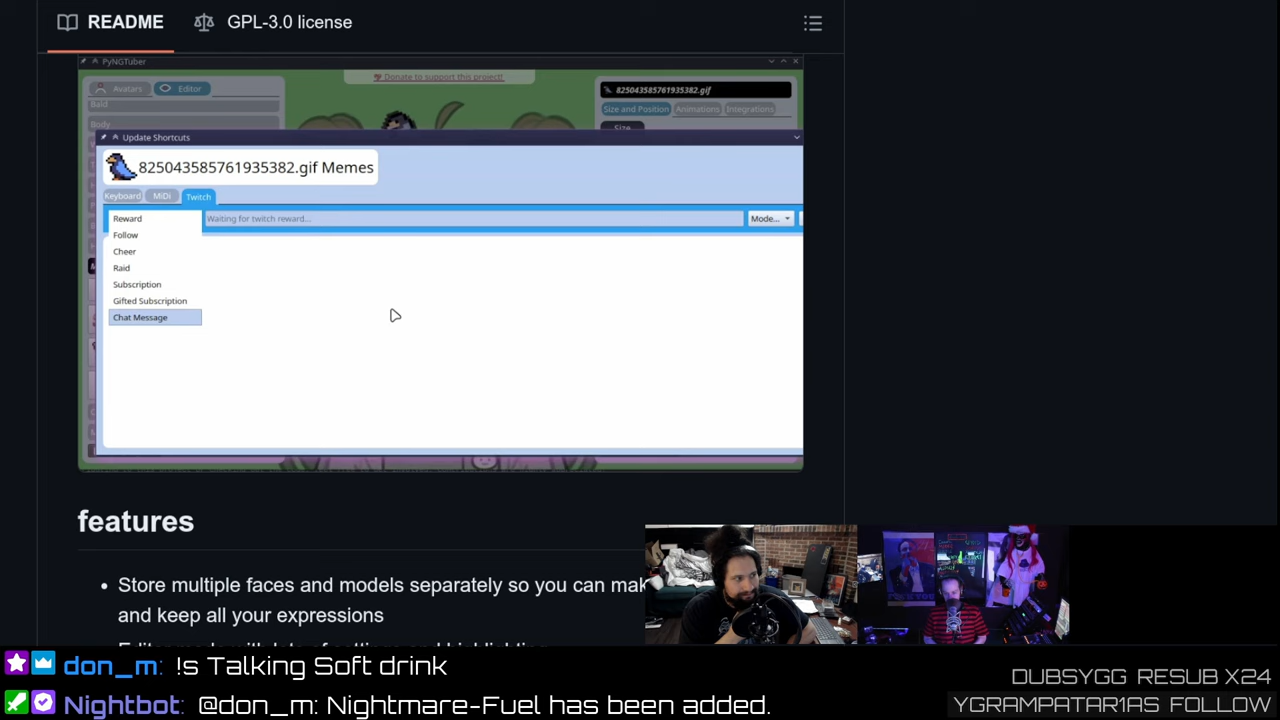 README
GPL-3.0 license
PyNGTuber
Donate to support this project!
Avatars
Editor
825043585761935382.gif
Bald
Size and Position
Animations
Integrations
Body
Size
Update Shortcuts
825043585761935382.gif Memes
Keyboard
MiDi
Twitch
Reward
Waiting for twitch reward...
Mode...
Follow
Cheer
Raid
Subscription
Gifted Subscription
Chat Message
features
Store multiple faces and models separately so you can mak
and keep all your expressions
don_m: !s Talking Soft drink
DUBSYGG RESUB X24
Nightbot: @don_m: Nightmare-Fuel has been added.
YGRAMPATAR1AS FOLLOW